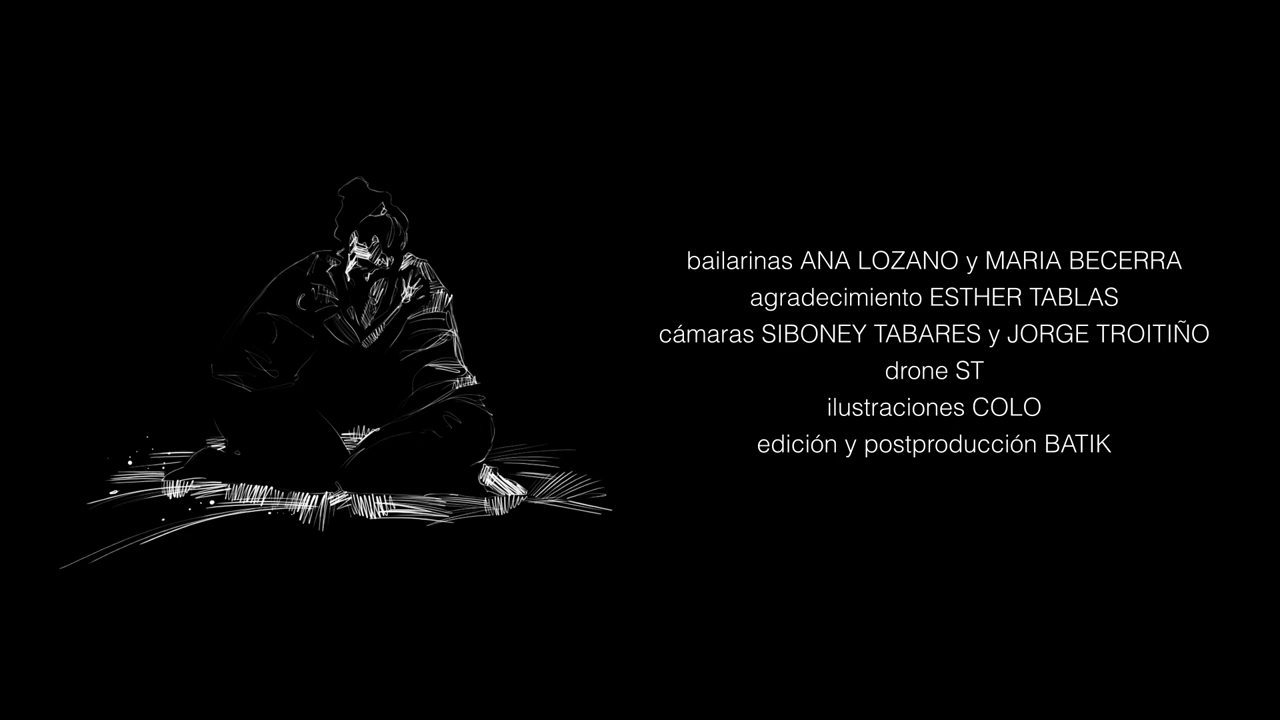 bailarinas ANA LOZANO y MARIA BECERRA
agradecimiento ESTHER TABLAS
cámaras SIBONEY TABARES y JORGE TROITIÑO
drone ST
ilustraciones COLO
edición y postproducción BATIK